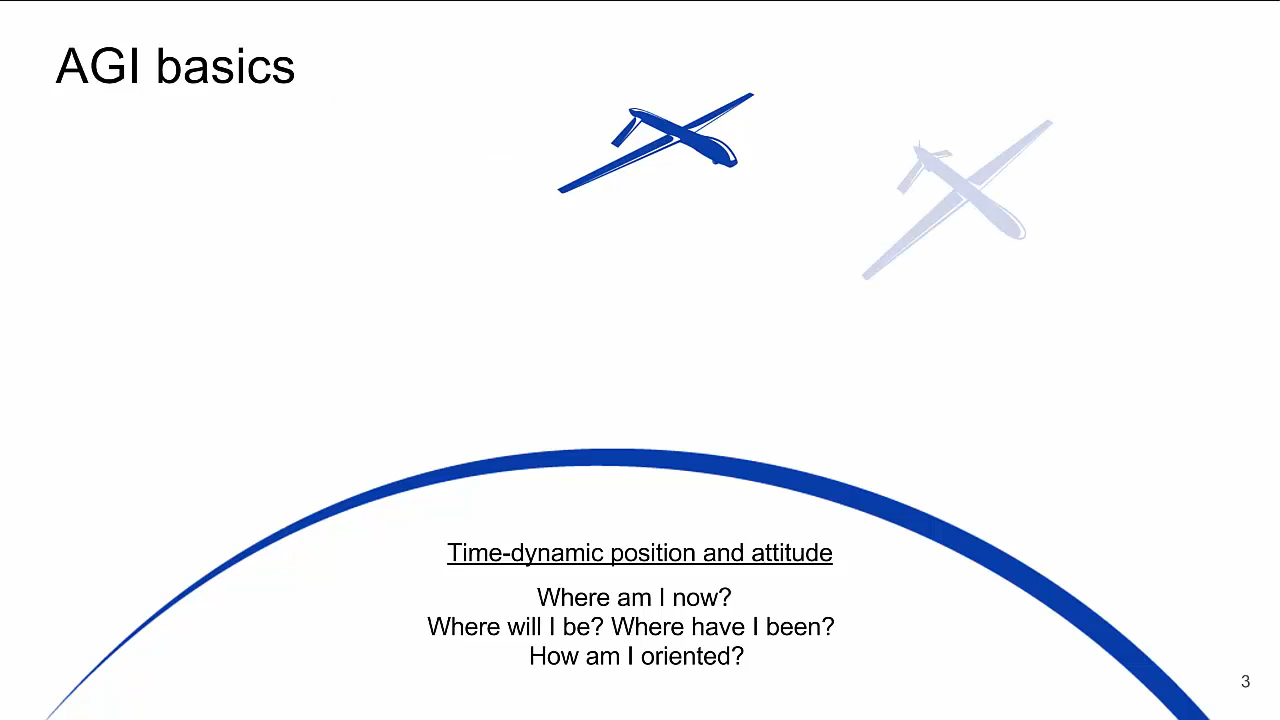 AGI basics
Time-dynamic position and attitude
Where am I now?
Where will I be? Where have I been?
How am I oriented?
3